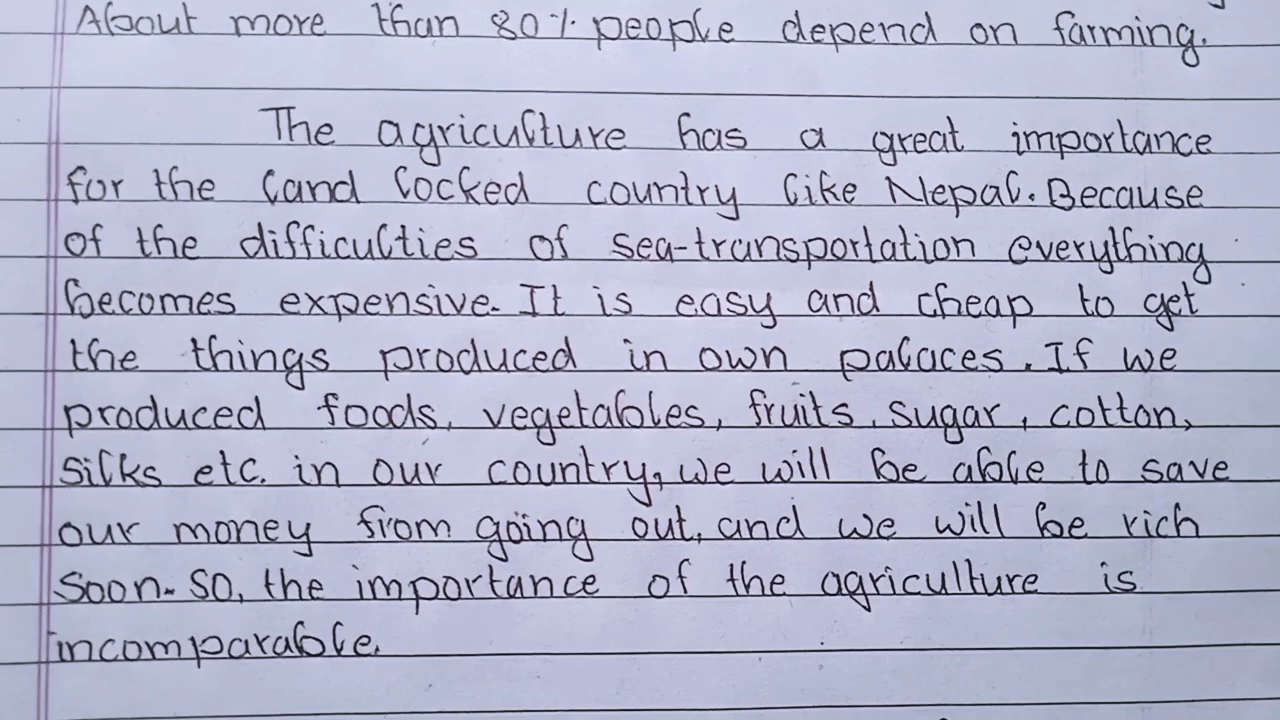 About more than 80% people depend on farming.
The agriculture has a great importance
for the land locked country like Nepal. Because
of the difficulties of sea-transportation everything
becomes expensive. It is easy and cheap to get
the things produced in own palaces. If we
produced foods, vegetables, fruits, sugar, cotton,
silks etc. in our country, we will be able to save
our money from going out, and we will be rich
soon. So, the importance of the agriculture is
incomparable.